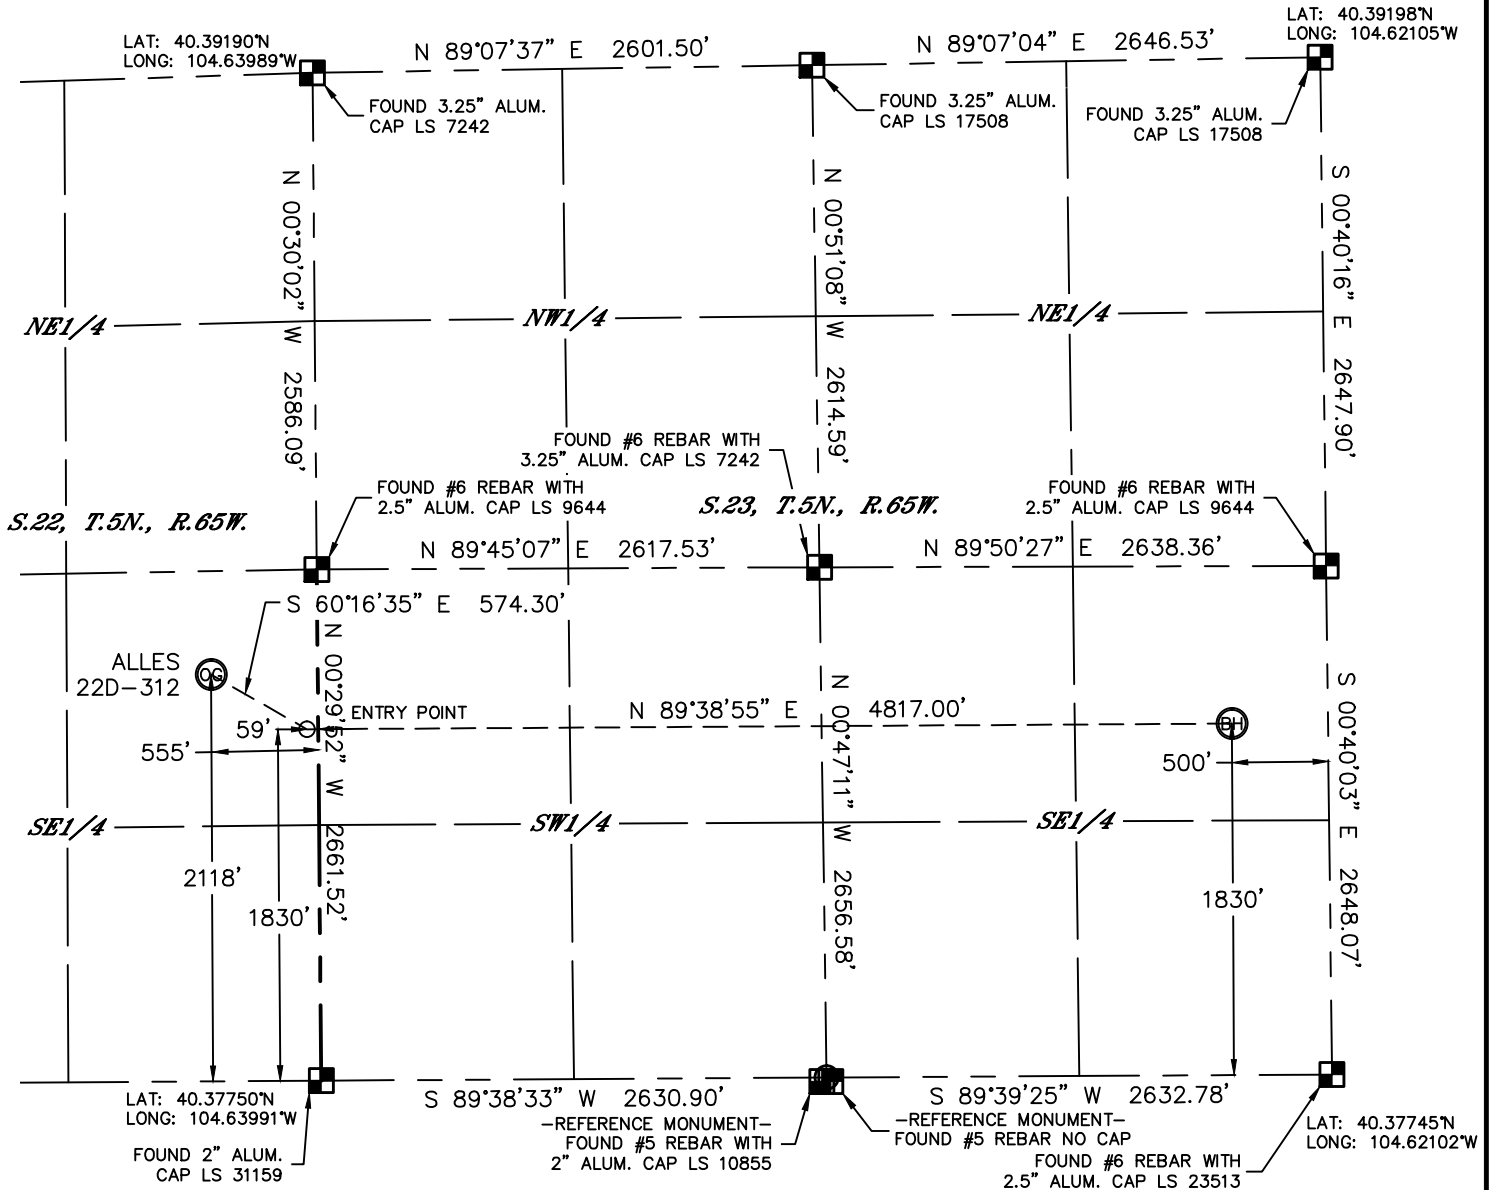 LAT: 40.39190°N
LONG: 104.63989°W
N 89°07'37" E 2601.50'
N 89°07'04" E 2646.53'
LAT: 40.39198°N
LONG: 104.62105°W
FOUND 3.25" ALUM.
CAP LS 7242
FOUND 3.25" ALUM.
CAP LS 17508
FOUND 3.25" ALUM.
CAP LS 17508
N 00°30'02" W 2586.09'
N 00°51'08" W 2614.59'
S 00°40'16" E 2647.90'
NE1/4
NW1/4
NE1/4
FOUND #6 REBAR WITH
3.25" ALUM. CAP LS 7242
FOUND #6 REBAR WITH
2.5" ALUM. CAP LS 9644
FOUND #6 REBAR WITH
2.5" ALUM. CAP LS 9644
S.22, T.5N., R.65W.
S.23, T.5N., R.65W.
N 89°45'07" E 2617.53'
N 89°50'27" E 2638.36'
S 60°16'35" E 574.30'
ALLES
22D-312
OG
N 00°29'52" W 2661.52'
59'
ENTRY POINT
N 89°38'55" E 4817.00'
BH
555'
500'
N 00°47'11" W 2656.58'
S 00°40'03" E 2648.07'
SE1/4
SW1/4
SE1/4
2118'
1830'
1830'
LAT: 40.37750°N
LONG: 104.63991°W
S 89°38'33" W 2630.90'
S 89°39'25" W 2632.78'
FOUND 2" ALUM.
CAP LS 31159
-REFERENCE MONUMENT-
FOUND #5 REBAR WITH
2" ALUM. CAP LS 10855
-REFERENCE MONUMENT-
FOUND #5 REBAR NO CAP
FOUND #6 REBAR WITH
2.5" ALUM. CAP LS 23513
LAT: 40.37745°N
LONG: 104.62102°W